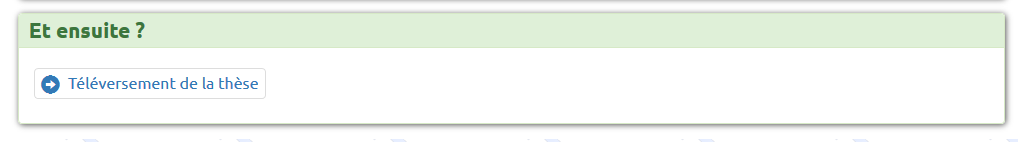 Et ensuite ?
Téléversement de la thèse